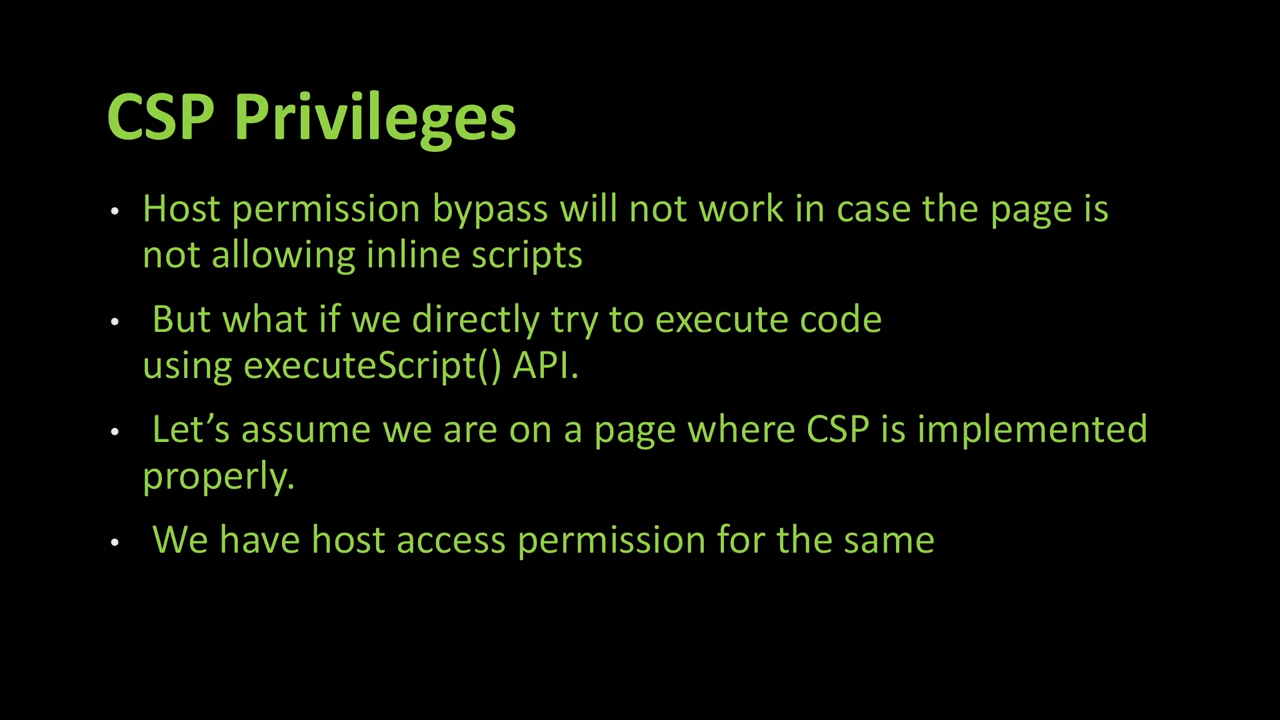 CSP Privileges
• Host permission bypass will not work in case the page is
not allowing inline scripts
• But what if we directly try to execute code
using executeScript() API.
• Let’s assume we are on a page where CSP is implemented
properly.
• We have host access permission for the same